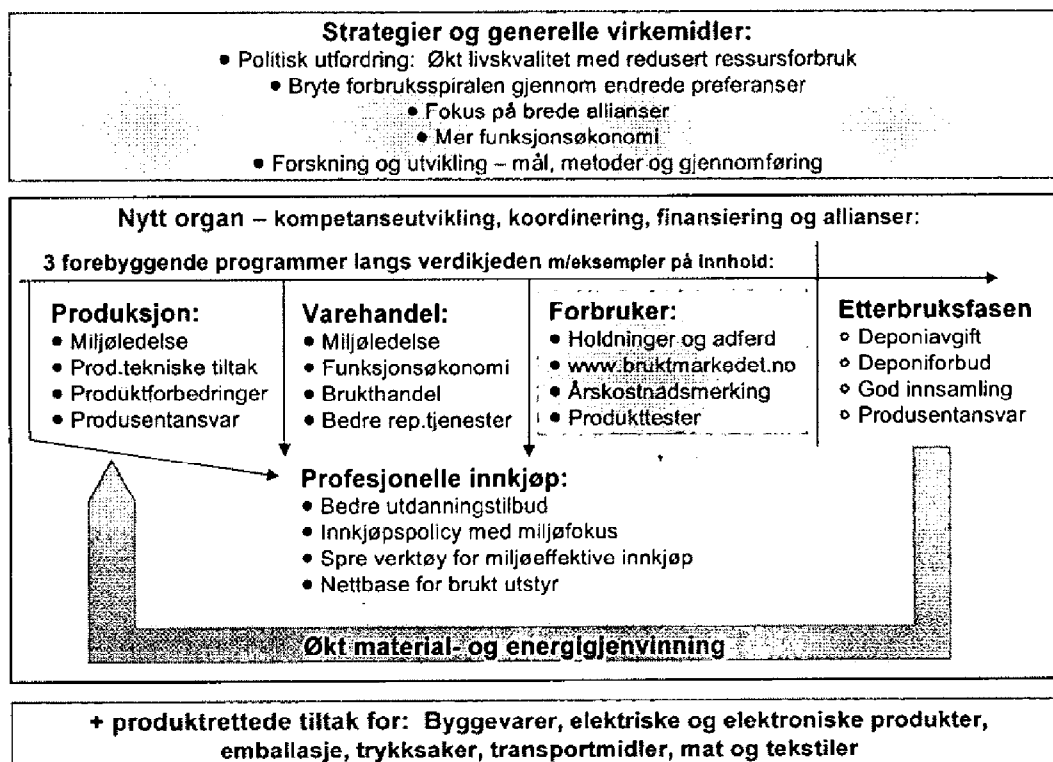 Strategier og generelle virkemidler:
● Politisk utfordring: Økt livskvalitet med redusert ressursforbruk
● Bryte forbruksspiralen gjennom endrede preferanser
● Fokus på brede allianser
● Mer funksjonsøkonomi
● Forskning og utvikling – mål, metoder og gjennomføring
Nytt organ – kompetanseutvikling, koordinering, finansiering og allianser:
3 forebyggende programmer langs verdikjeden m/eksempler på innhold:
Produksjon:
● Miljøledelse
● Prod.tekniske tiltak
● Produktforbedringer
● Produsentansvar
Varehandel:
● Miljøledelse
● Funksjonsøkonomi
● Brukthandel
● Bedre rep.tjenester
Forbruker:
● Holdninger og adferd
● www.bruktmarkedet.no
● Årskostnadsmerking
● Produkttester
Etterbruksfasen
○ Deponiavgift
○ Deponiforbud
○ God innsamling
○ Produsentansvar
Profesjonelle innkjøp:
● Bedre utdanningstilbud
● Innkjøpspolicy med miljøfokus
● Spre verktøy for miljøeffektive innkjøp
● Nettbase for brukt utstyr
Økt material- og energigjenvinning
+ produktrettede tiltak for: Byggevarer, elektriske og elektroniske produkter,
emballasje, trykksaker, transportmidler, mat og tekstiler